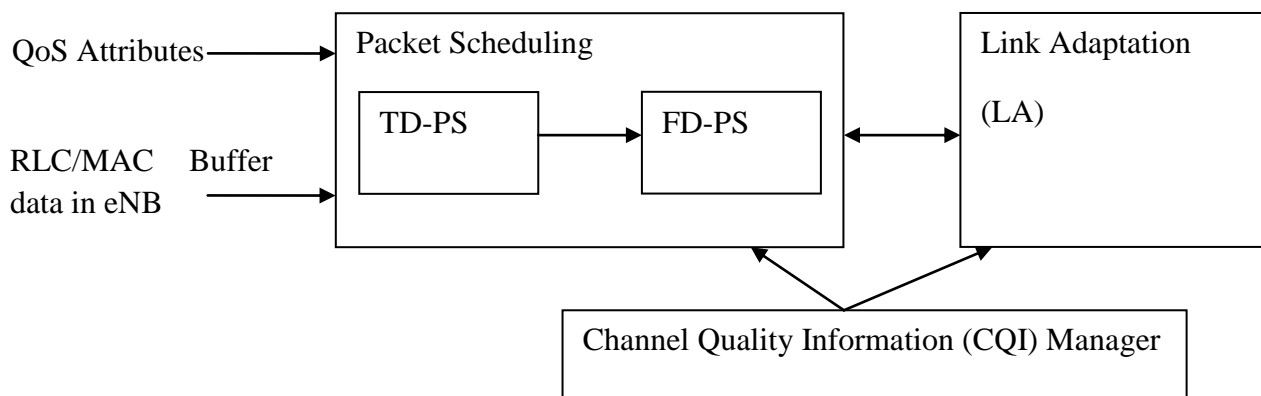 QoS Attributes
RLC/MAC Buffer
data in eNB
Packet Scheduling
TD-PS
FD-PS
Link Adaptation
(LA)
Channel Quality Information (CQI) Manager